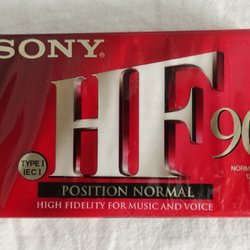 SONY®
HF 90
TYPE I
IEC I
POSITION NORMAL
HIGH FIDELITY FOR MUSIC AND VOICE